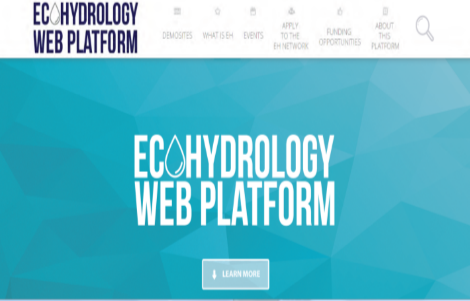 ECOHYDROLOGY
WEB PLATFORM
DEMOSITES
WHAT IS EH
EVENTS
APPLY
TO THE
EH NETWORK
FUNDING
OPPORTUNITIES
ABOUT
THIS
PLATFORM
ECOHYDROLOGY
WEB PLATFORM
LEARN MORE